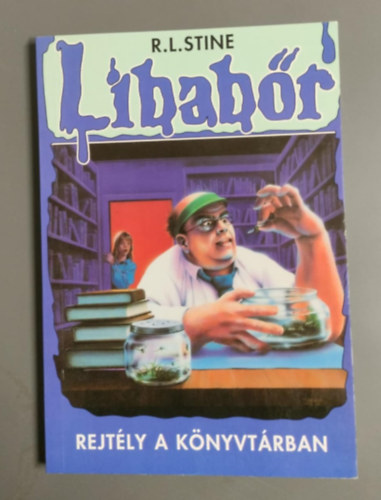 R.L.STINE
Libabőr
REJTÉLY A KÖNYVTÁRBAN